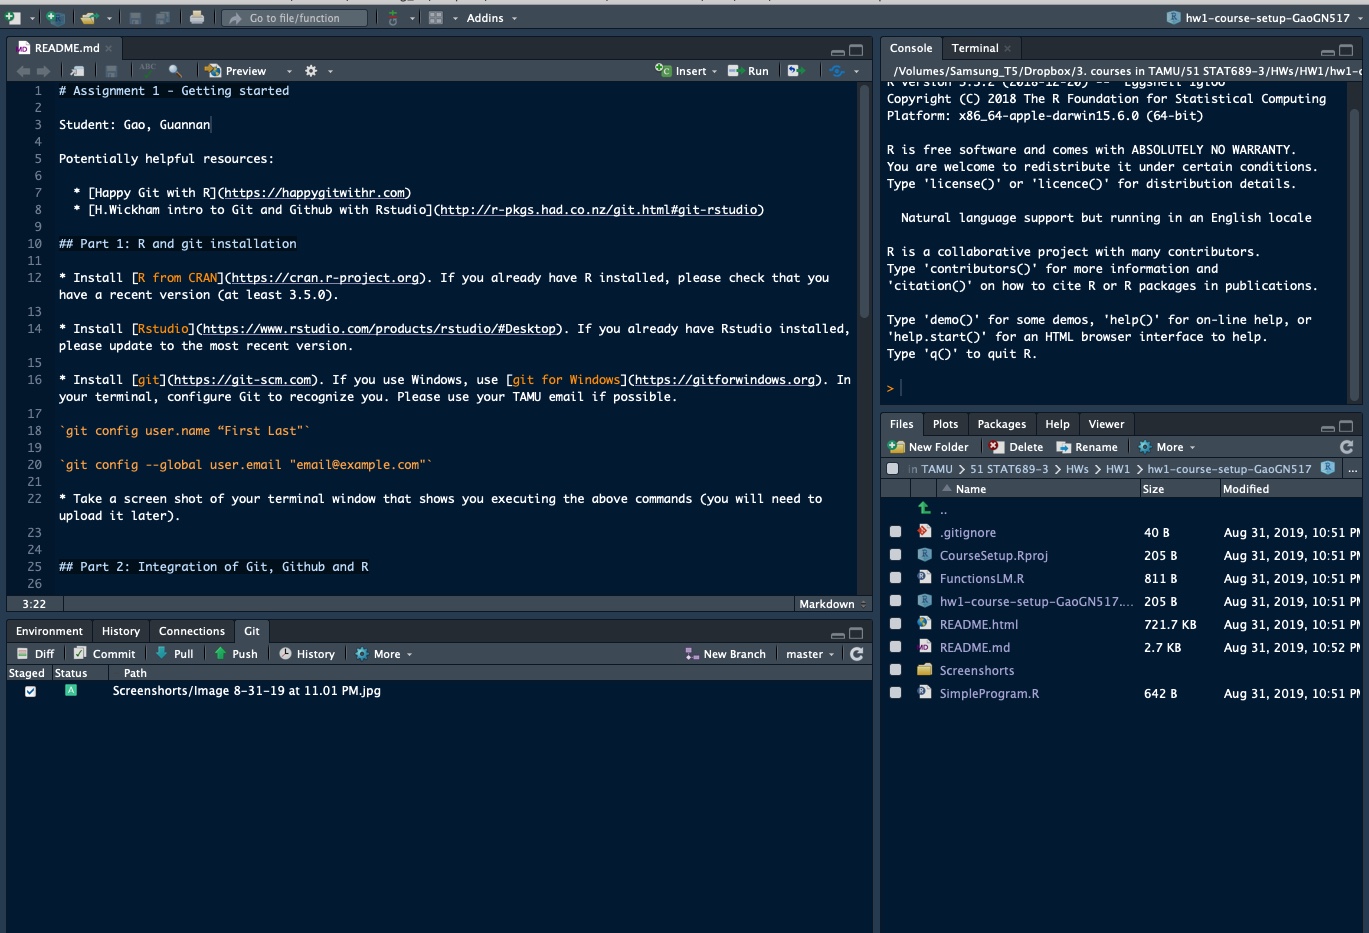 Go to file/function
Addins
hw1-course-setup-GaoGN517
README.md
Preview
Insert
Run
1 # Assignment 1 - Getting started
2
3 Student: Gao, Guannan
4
5 Potentially helpful resources:
6
7 * [Happy Git with R](https://happygitwithr.com)
8 * [H.Wickham intro to Git and Github with Rstudio](http://r-pkgs.had.co.nz/git.html#git-rstudio)
9
10 ## Part 1: R and git installation
11
12 * Install [R from CRAN](https://cran.r-project.org). If you already have R installed, please check that you
have a recent version (at least 3.5.0).
13
14 * Install [Rstudio](https://www.rstudio.com/products/rstudio/#Desktop). If you already have Rstudio installed,
please update to the most recent version.
15
16 * Install [git](https://git-scm.com). If you use Windows, use [git for Windows](https://gitforwindows.org). In
your terminal, configure Git to recognize you. Please use your TAMU email if possible.
17
18 `git config user.name “First Last"`
19
20 `git config --global user.email "email@example.com"`
21
22 * Take a screen shot of your terminal window that shows you executing the above commands (you will need to
upload it later).
23
24
25 ## Part 2: Integration of Git, Github and R
26
3:22
Markdown
Environment History Connections Git
Diff Commit Pull Push History More New Branch master
Staged Status Path
A Screenshorts/Image 8-31-19 at 11.01 PM.jpg
Console Terminal
/Volumes/Samsung_T5/Dropbox/3. courses in TAMU/51 STAT689-3/HWs/HW1/hw1-c
Copyright (C) 2018 The R Foundation for Statistical Computing
Platform: x86_64-apple-darwin15.6.0 (64-bit)
R is free software and comes with ABSOLUTELY NO WARRANTY.
You are welcome to redistribute it under certain conditions.
Type 'license()' or 'licence()' for distribution details.
Natural language support but running in an English locale
R is a collaborative project with many contributors.
Type 'contributors()' for more information and
'citation()' on how to cite R or R packages in publications.
Type 'demo()' for some demos, 'help()' for on-line help, or
'help.start()' for an HTML browser interface to help.
Type 'q()' to quit R.
>
Files Plots Packages Help Viewer
New Folder Delete Rename More
in TAMU > 51 STAT689-3 > HWs > HW1 > hw1-course-setup-GaoGN517 ...
Name Size Modified
..
.gitignore 40 B Aug 31, 2019, 10:51 PM
CourseSetup.Rproj 205 B Aug 31, 2019, 10:51 PM
FunctionsLM.R 811 B Aug 31, 2019, 10:51 PM
hw1-course-setup-GaoGN517.... 205 B Aug 31, 2019, 10:51 PM
README.html 721.7 KB Aug 31, 2019, 10:51 PM
README.md 2.7 KB Aug 31, 2019, 10:52 PM
Screenshorts
SimpleProgram.R 642 B Aug 31, 2019, 10:51 PM